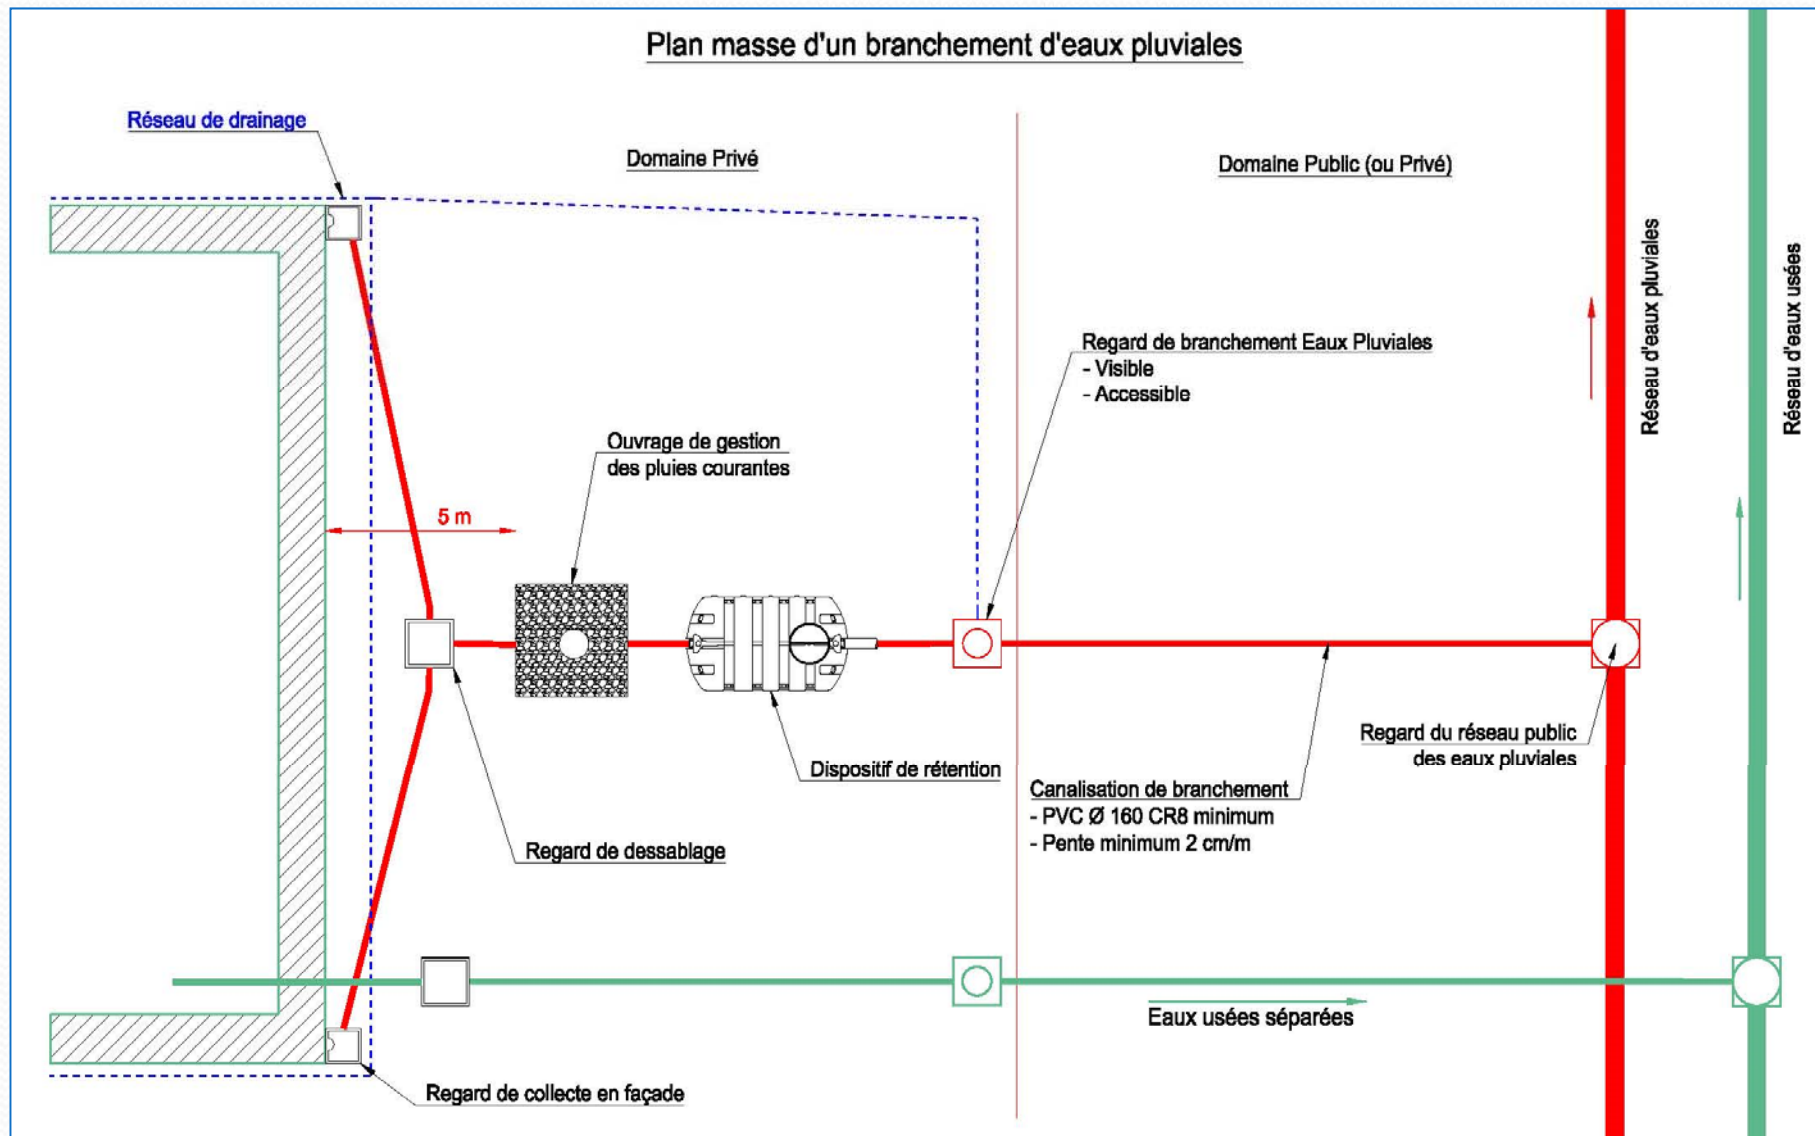 Plan masse d'un branchement d'eaux pluviales
Réseau de drainage
Domaine Privé
Domaine Public (ou Privé)
Réseau d'eaux pluviales
Réseau d'eaux usées
Regard de branchement Eaux Pluviales
- Visible
- Accessible
Ouvrage de gestion
des pluies courantes
5 m
Regard du réseau public
des eaux pluviales
Dispositif de rétention
Canalisation de branchement
- PVC Ø 160 CR8 minimum
- Pente minimum 2 cm/m
Regard de dessablage
Eaux usées séparées
Regard de collecte en façade